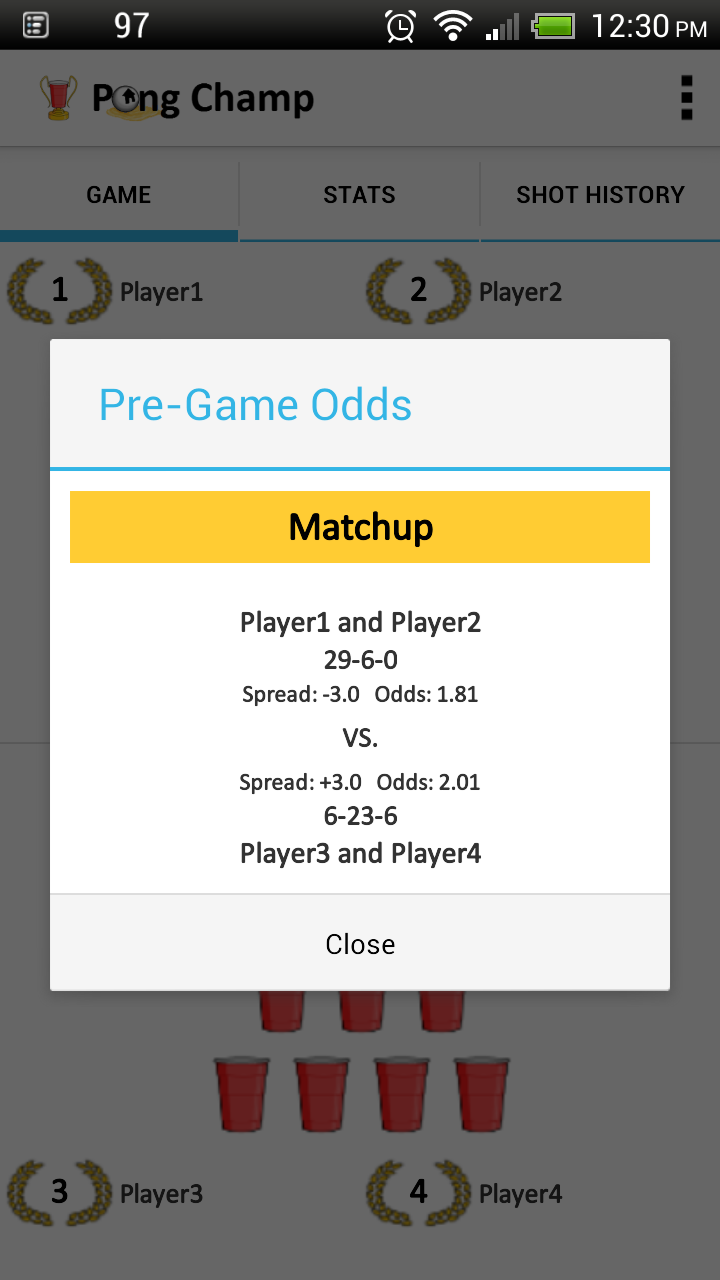 97 12:30 PM
Pong Champ
GAME STATS SHOT HISTORY
1 Player1 2 Player2
Pre-Game Odds
Matchup
Player1 and Player2
29-6-0
Spread: -3.0 Odds: 1.81
VS.
Spread: +3.0 Odds: 2.01
6-23-6
Player3 and Player4
Close
3 Player3 4 Player4